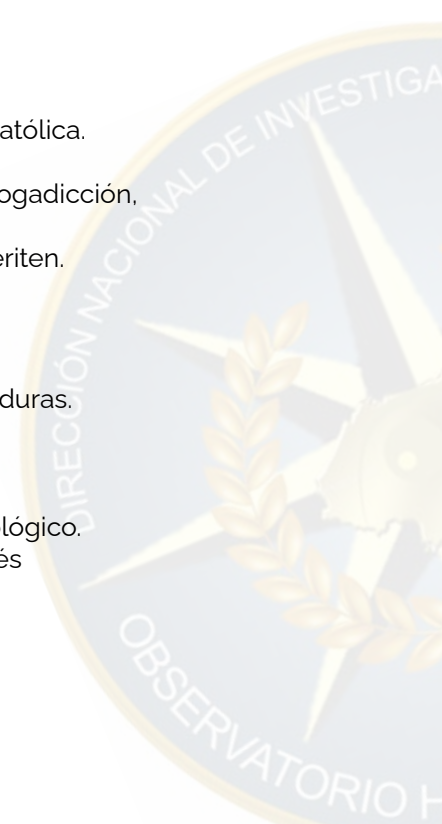 atólica.
ogadicción,
eriten.
duras.
lógico.
és
DIRECCIÓN NACIONAL DE INVESTIGA
OBSERVATORIO H